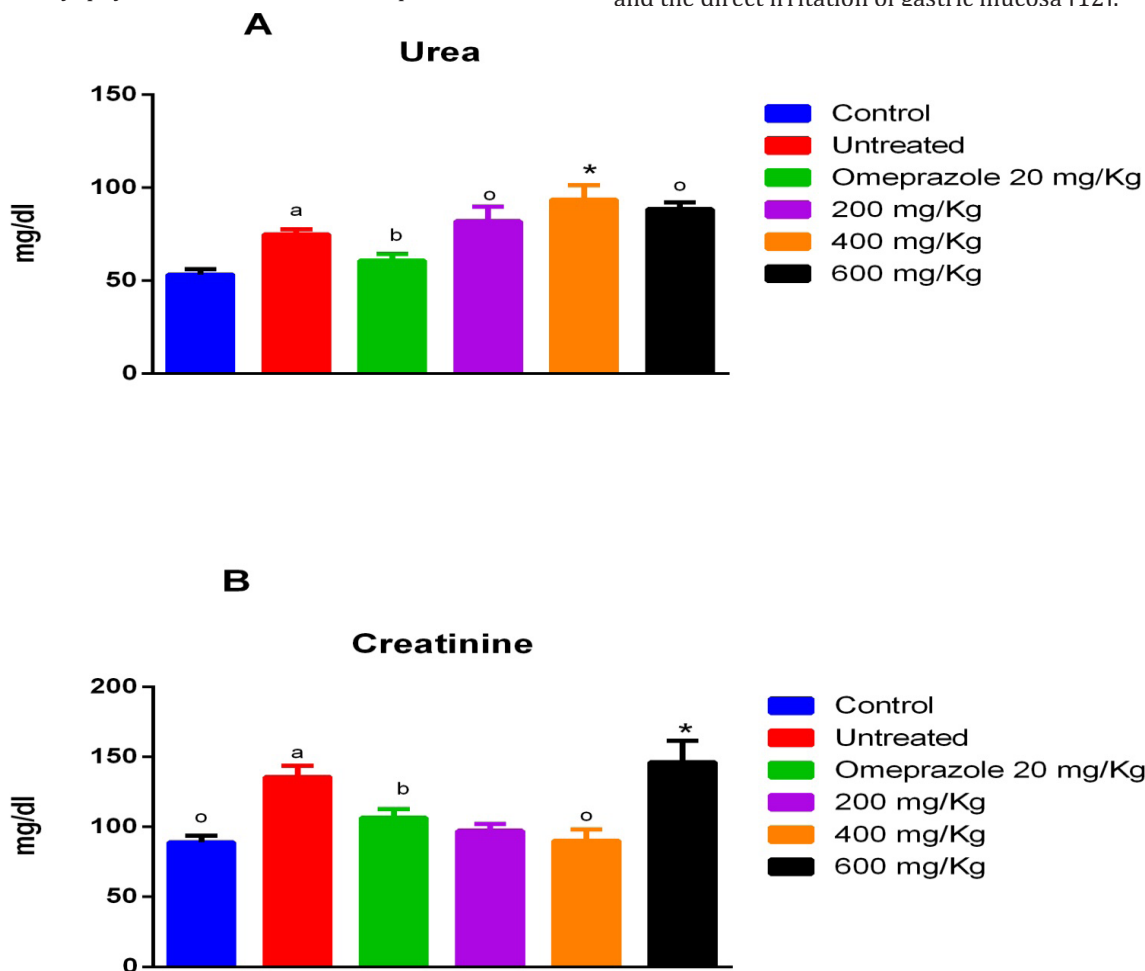 and the direct irritation of gastric mucosa [12].
A
Urea
150
100
50
0
mg/dl
a
b
o
*
o
Control
Untreated
Omeprazole 20 mg/Kg
200 mg/Kg
400 mg/Kg
600 mg/Kg
B
Creatinine
200
150
100
50
0
mg/dl
o
a
b
o
*
Control
Untreated
Omeprazole 20 mg/Kg
200 mg/Kg
400 mg/Kg
600 mg/Kg